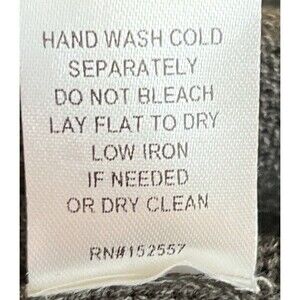 HAND WASH COLD
SEPARATELY
DO NOT BLEACH
LAY FLAT TO DRY
LOW IRON
IF NEEDED
OR DRY CLEAN
RN#152557